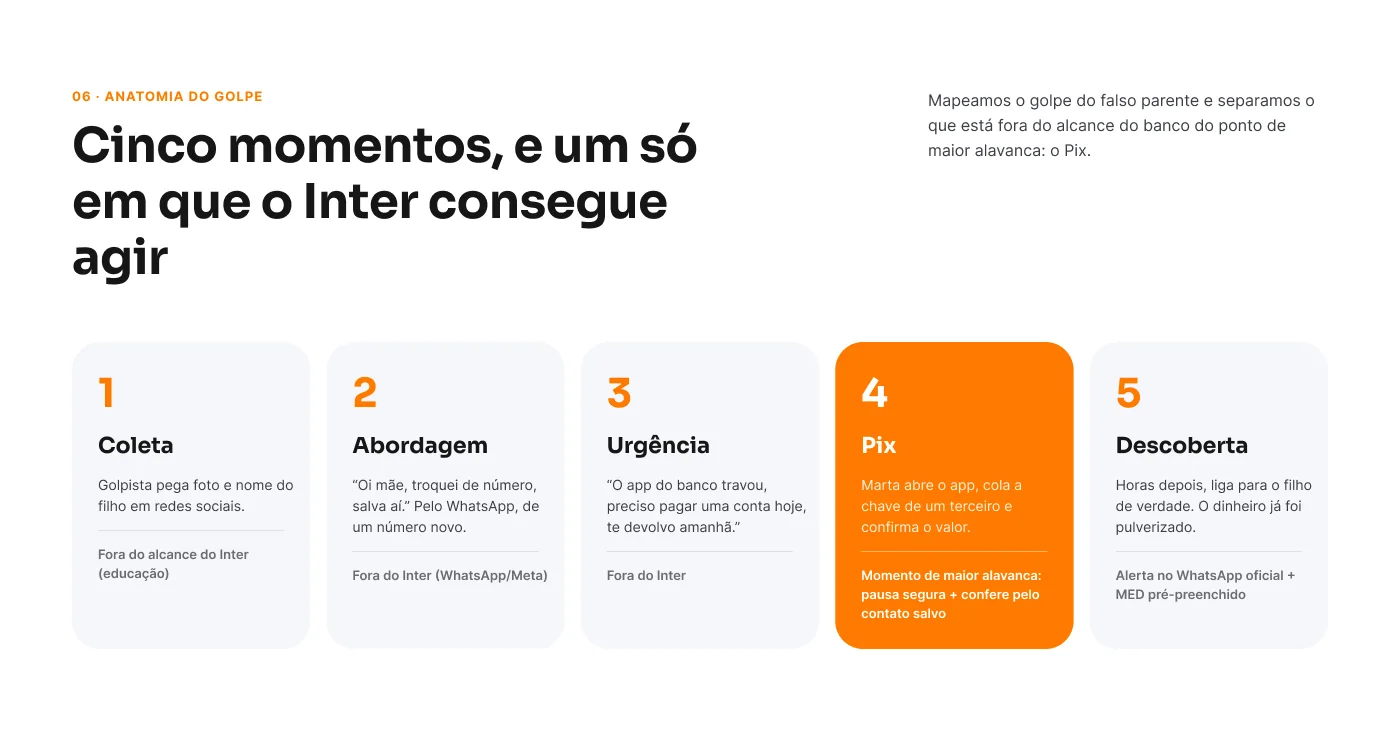 06 · ANATOMIA DO GOLPE
Cinco momentos, e um só
em que o Inter consegue
agir
Mapeamos o golpe do falso parente e separamos o
que está fora do alcance do banco do ponto de
maior alavanca: o Pix.
1
Coleta
Golpista pega foto e nome do
filho em redes sociais.
Fora do alcance do Inter
(educação)
2
Abordagem
“Oi mãe, troquei de número,
salva aí.” Pelo WhatsApp, de
um número novo.
Fora do Inter (WhatsApp/Meta)
3
Urgência
“O app do banco travou,
preciso pagar uma conta hoje,
te devolvo amanhã.”
Fora do Inter
4
Pix
Marta abre o app, cola a
chave de um terceiro e
confirma o valor.
Momento de maior alavanca:
pausa segura + confere pelo
contato salvo
5
Descoberta
Horas depois, liga para o filho
de verdade. O dinheiro já foi
pulverizado.
Alerta no WhatsApp oficial +
MED pré-preenchido